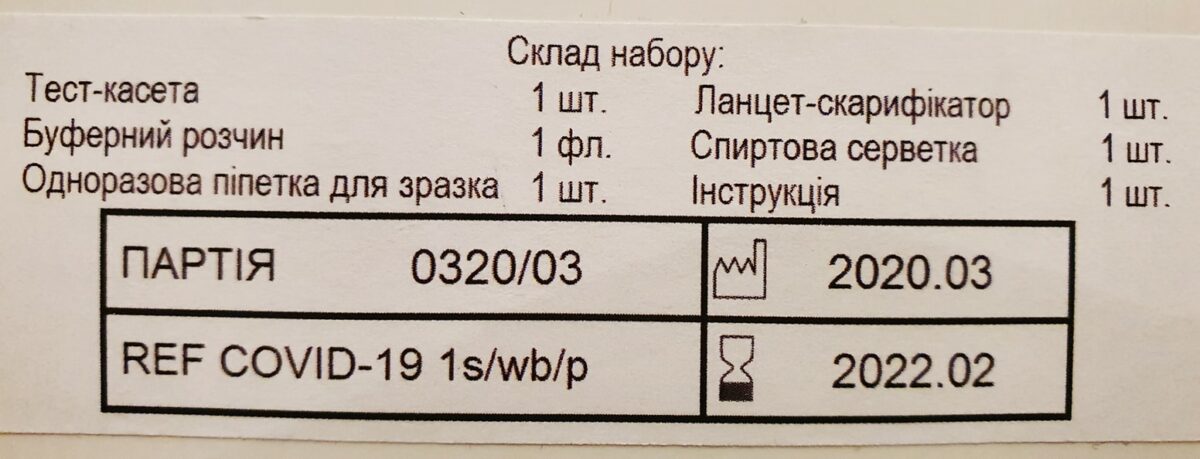 Склад набору:
Тест-касета 1 шт. Ланцет-скарифікатор 1 шт.
Буферний розчин 1 фл. Спиртова серветка 1 шт.
Одноразова піпетка для зразка 1 шт. Інструкція 1 шт.
ПАРТІЯ 0320/03 2020.03
REF COVID-19 1s/wb/p 2022.02